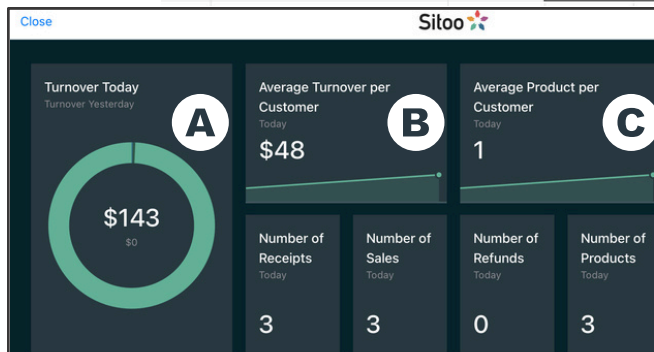 Close
Sitoo
Turnover Today
Turnover Yesterday
A
$143
$0
Average Turnover per
Customer
Today
B
$48
Average Product per
Customer
Today
C
1
Number of
Receipts
Today
3
Number of
Sales
Today
3
Number of
Refunds
Today
0
Number of
Products
Today
3